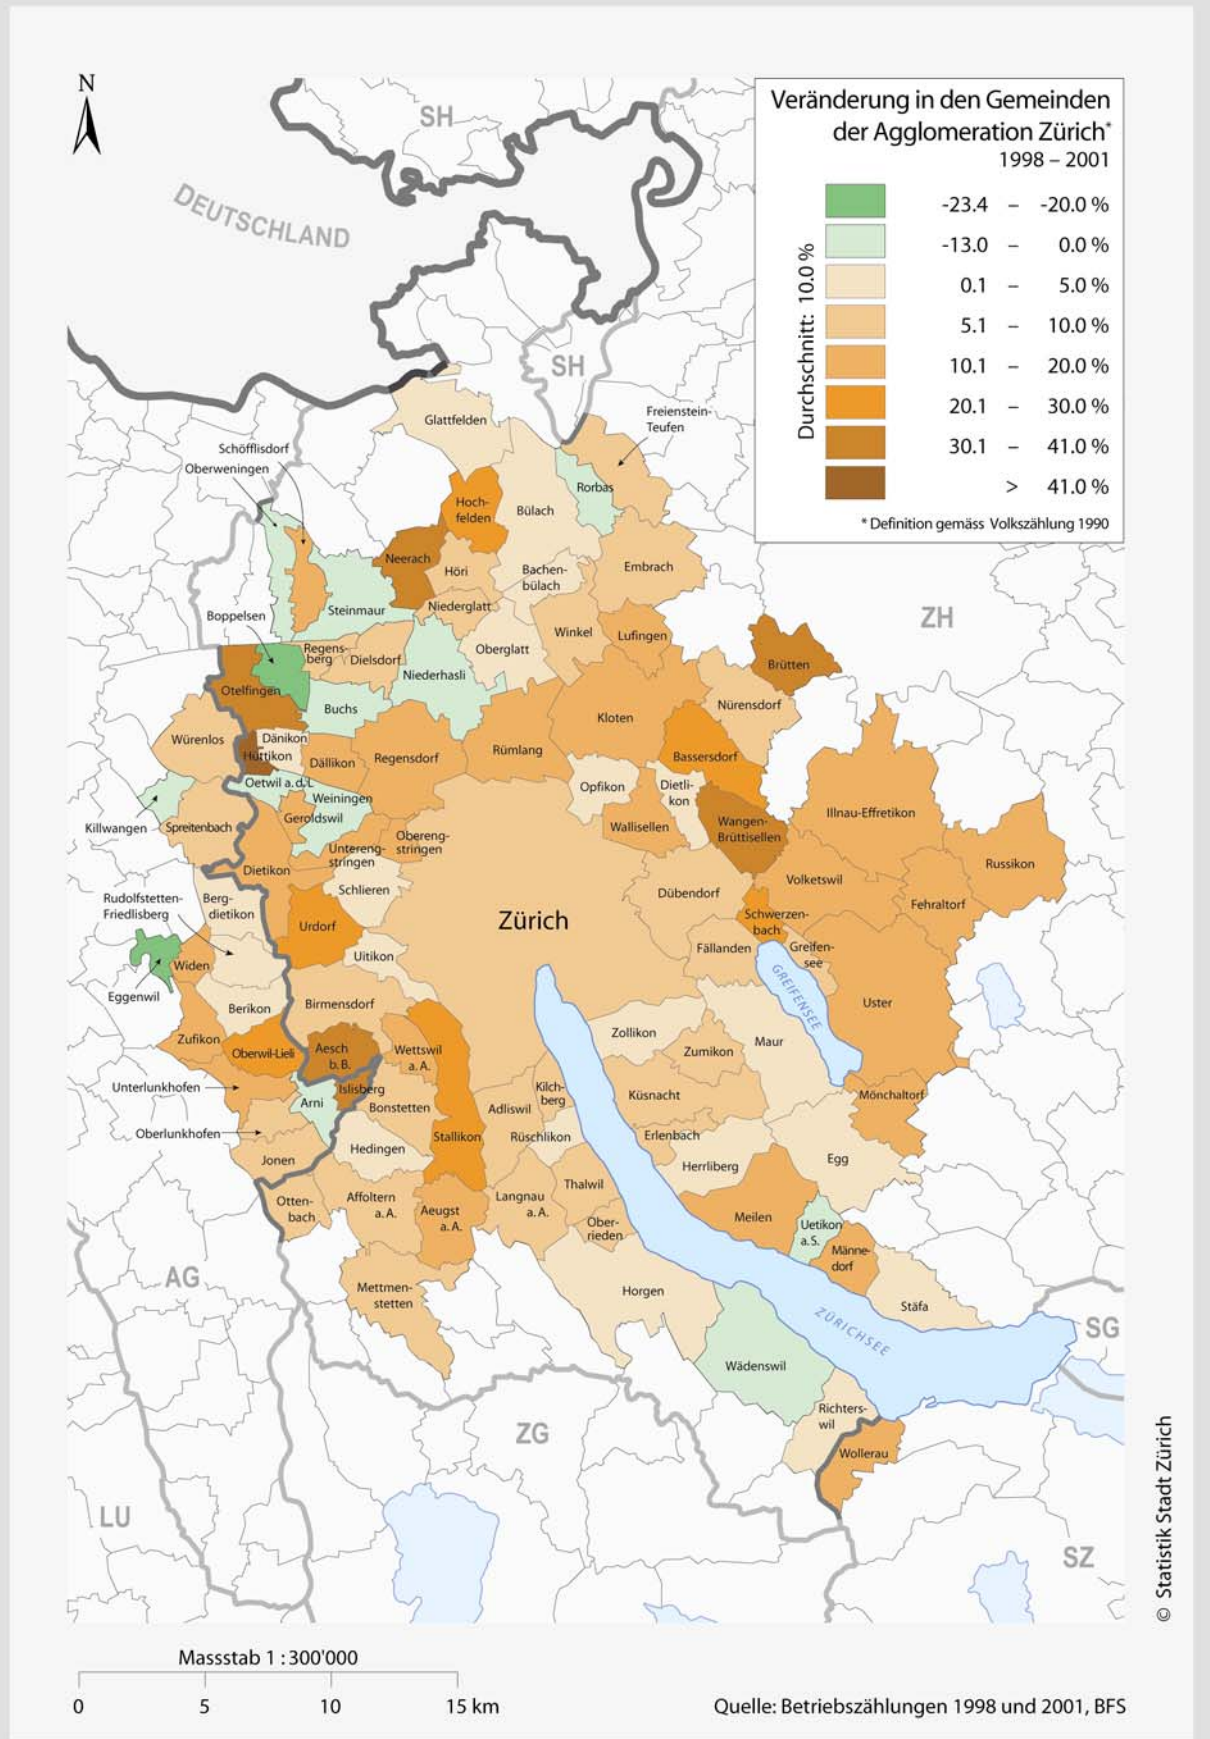 N
SH
DEUTSCHLAND
SH
Veränderung in den Gemeinden
der Agglomeration Zürich*
1998 – 2001
Durchschnitt: 10.0 %
-23.4 – -20.0 %
-13.0 – 0.0 %
0.1 – 5.0 %
5.1 – 10.0 %
10.1 – 20.0 %
20.1 – 30.0 %
30.1 – 41.0 %
> 41.0 %
* Definition gemäss Volkszählung 1990
Glattfelden
Freienstein-
Teufen
Schöfflisdorf
Oberweningen
Rorbas
Hoch-
felden
Bülach
Neerach
Höri
Bachen-
bülach
Embrach
Steinmaur
Niederglatt
Boppelsen
ZH
Winkel
Lufingen
Regens-
berg
Dielsdorf
Oberglatt
Brütten
Niederhasli
Otelfingen
Buchs
Nürensdorf
Kloten
Würenlos
Dänikon
Hüttikon
Dällikon
Regensdorf
Rümlang
Bassersdorf
Oetwil a.d.L
Opfikon
Dietli-
kon
Weiningen
Geroldswil
Killwangen
Spreitenbach
Wallisellen
Wangen-
Brüttisellen
Illnau-Effretikon
Obereng-
stringen
Untereng-
stringen
Dietikon
Russikon
Volketswil
Schlieren
Dübendorf
Rudolfstetten-
Friedlisberg
Berg-
dietikon
Fehraltorf
Urdorf
Zürich
Schwerzen-
bach
Fällanden
Greifen-
see
Uitikon
Widen
Eggenwil
GREIFENSEE
Uster
Berikon
Birmensdorf
Zufikon
Oberwil-Lieli
Aesch
b. B.
Wettswil
a. A.
Zollikon
Zumikon
Maur
Unterlunkhofen
Islisberg
Arni
Bonstetten
Kilch-
berg
Adliswil
Küsnacht
Mönchaltorf
Oberlunkhofen
Stallikon
Rüschlikon
Erlenbach
Jonen
Hedingen
Herrliberg
Egg
Thalwil
Otten-
bach
Affoltern
a. A.
Aeugst
a. A.
Langnau
a. A.
Ober-
rieden
Meilen
Uetikon
a. S.
Männe-
dorf
AG
Mettmen-
stetten
Horgen
Stäfa
ZÜRICHSEE
SG
Wädenswil
Richters-
wil
ZG
Wollerau
LU
SZ
© Statistik Stadt Zürich
Massstab 1 : 300'000
0 5 10 15 km
Quelle: Betriebszählungen 1998 und 2001, BFS